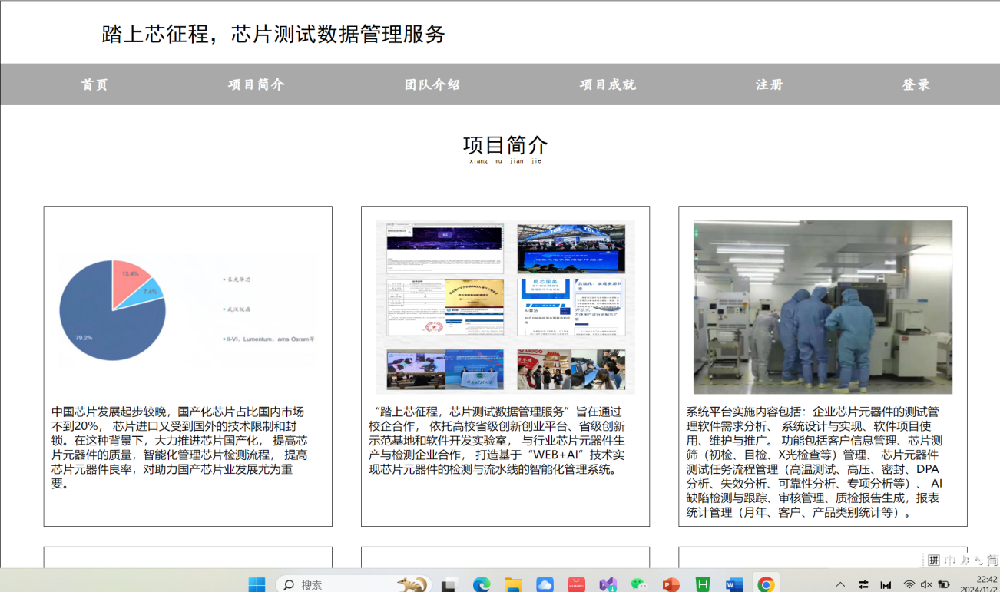 踏上芯征程，芯片测试数据管理服务
首页
项目简介
团队介绍
项目成就
注册
登录
项目简介
xiang mu jian jie
13.4%
7.4%
79.2%
长光华芯
武汉锐晶
II-VI、Lumentum、ams Osram等
中国芯片发展起步较晚，国产化芯片占比国内市场
不到20%， 芯片进口又受到国外的技术限制和封
锁。在这种背景下，大力推进芯片国产化， 提高芯
片元器件的质量，智能化管理芯片检测流程， 提高
芯片元器件良率，对助力国产芯片业发展尤为重
要。
TCL
TCL
“踏上芯征程，芯片测试数据管理服务”旨在通过
校企合作， 依托高校省级创新创业平台、省级创新
示范基地和软件开发实验室， 与行业芯片元器件生
产与检测企业合作， 打造基于“WEB+AI”技术实
现芯片元器件的检测与流水线的智能化管理系统。
系统平台实施内容包括：企业芯片元器件的测试管
理软件需求分析、 系统设计与实现、软件项目使
用、维护与推广。 功能包括客户信息管理、芯片测
筛（初检、目检、X光检查等）管理、 芯片元器件
测试任务流程管理（高温测试、高压、密封、DPA
分析、失效分析、可靠性分析、专项分析等）、 AI
缺陷检测与跟踪、审核管理、质检报告生成，报表
统计管理（月年、客户、产品类别统计等）。
拼 中 简
搜索
HUAWEI
P
H
W
22:42
2024/11/2